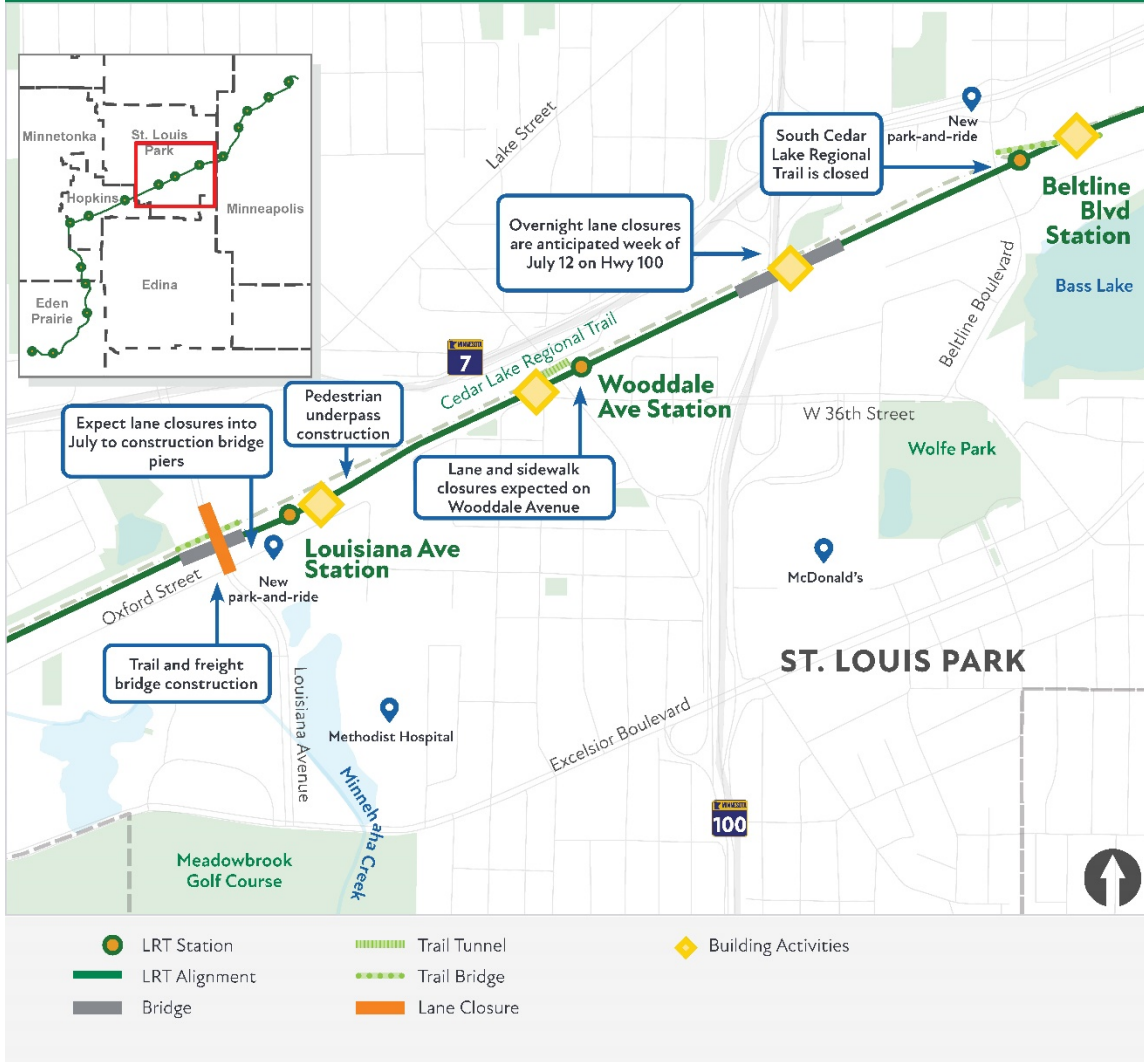 Minnetonka
St. Louis
Park
Hopkins
Minneapolis
Edina
Eden
Prairie
Lake Street
New
park-and-ride
South Cedar
Lake Regional
Trail is closed
Beltline
Blvd
Station
Bass Lake
Beltline Boulevard
Overnight lane closures
are anticipated week of
July 12 on Hwy 100
MINNESOTA
7
Cedar Lake Regional Trail
Wooddale
Ave Station
W 36th Street
Wolfe Park
Pedestrian
underpass
construction
Expect lane closures into
July to construction bridge
piers
Lane and sidewalk
closures expected on
Wooddale Avenue
Louisiana Ave
Station
New
park-and-ride
Oxford Street
McDonald's
Trail and freight
bridge construction
ST. LOUIS PARK
Louisiana Avenue
Methodist Hospital
Excelsior Boulevard
Minnehaha Creek
MINNESOTA
100
Meadowbrook
Golf Course
LRT Station
LRT Alignment
Bridge
Trail Tunnel
Trail Bridge
Lane Closure
Building Activities